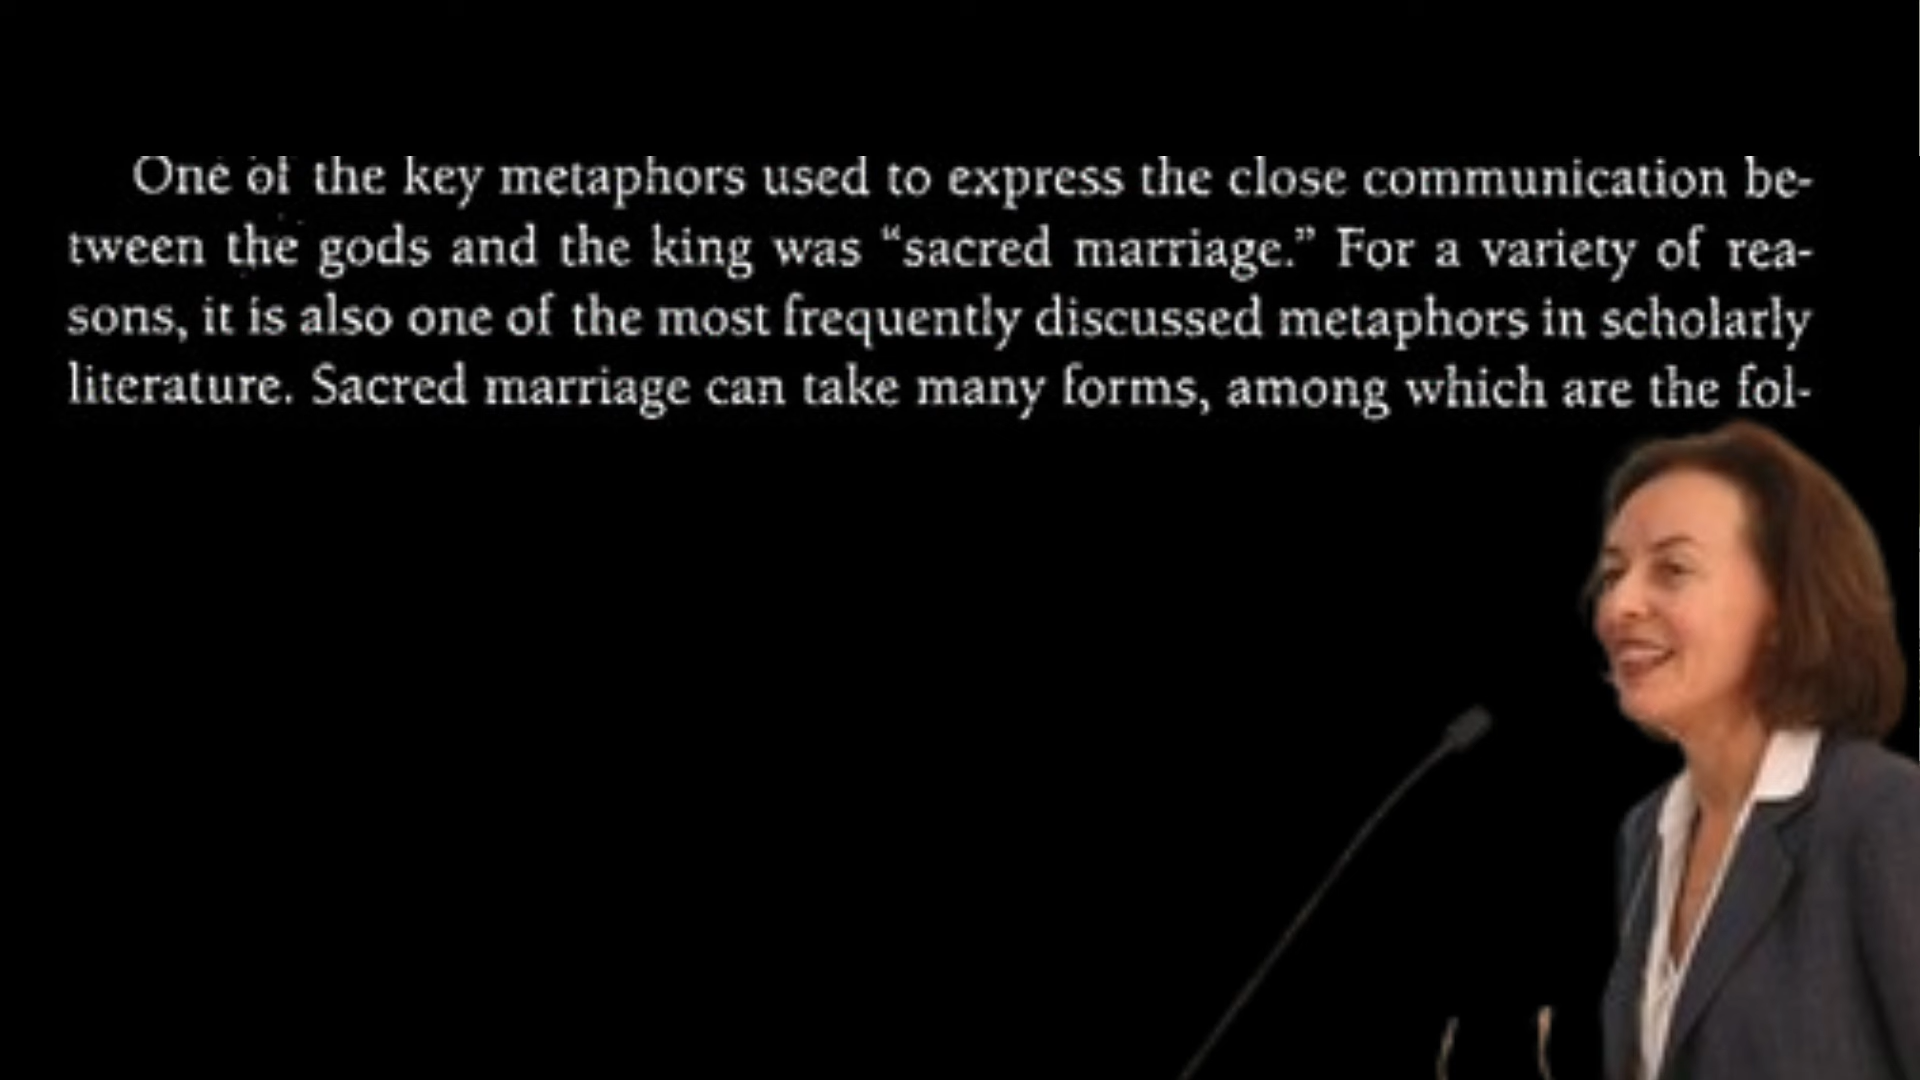 One of the key metaphors used to express the close communication be-
tween the gods and the king was “sacred marriage.” For a variety of rea-
sons, it is also one of the most frequently discussed metaphors in scholarly
literature. Sacred marriage can take many forms, among which are the fol-